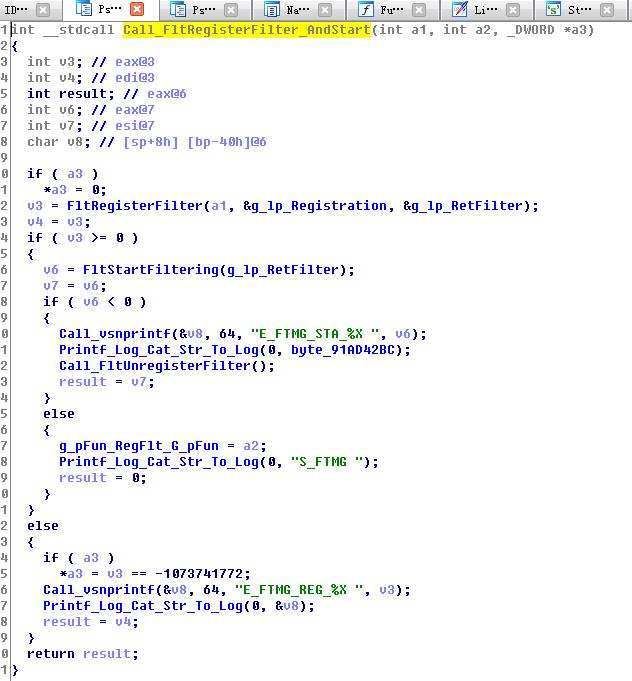 ID··· Ps··· Ps··· Na··· Fu··· Li··· St···
1 int __stdcall Call_FltRegisterFilter_AndStart(int a1, int a2, _DWORD *a3)
2 {
3 int v3; // eax@3
4 int v4; // edi@3
5 int result; // eax@6
6 int v6; // eax@7
7 int v7; // esi@7
8 char v8; // [sp+8h] [bp-40h]@6
9
0 if ( a3 )
1 *a3 = 0;
2 v3 = FltRegisterFilter(a1, &g_lp_Registration, &g_lp_RetFilter);
3 v4 = v3;
4 if ( v3 >= 0 )
5 {
6 v6 = FltStartFiltering(g_lp_RetFilter);
7 v7 = v6;
8 if ( v6 < 0 )
9 {
0 Call_vsnprintf(&v8, 64, "E_FTMG_STA_%X ", v6);
1 Printf_Log_Cat_Str_To_Log(0, byte_91AD42BC);
2 Call_FltUnregisterFilter();
3 result = v7;
4 }
5 else
6 {
7 g_pFun_RegFlt_G_pFun = a2;
8 Printf_Log_Cat_Str_To_Log(0, "S_FTMG ");
9 result = 0;
0 }
1 }
2 else
3 {
4 if ( a3 )
5 *a3 = v3 == -1073741772;
6 Call_vsnprintf(&v8, 64, "E_FTMG_REG_%X ", v3);
7 Printf_Log_Cat_Str_To_Log(0, &v8);
8 result = v4;
9 }
0 return result;
1 }